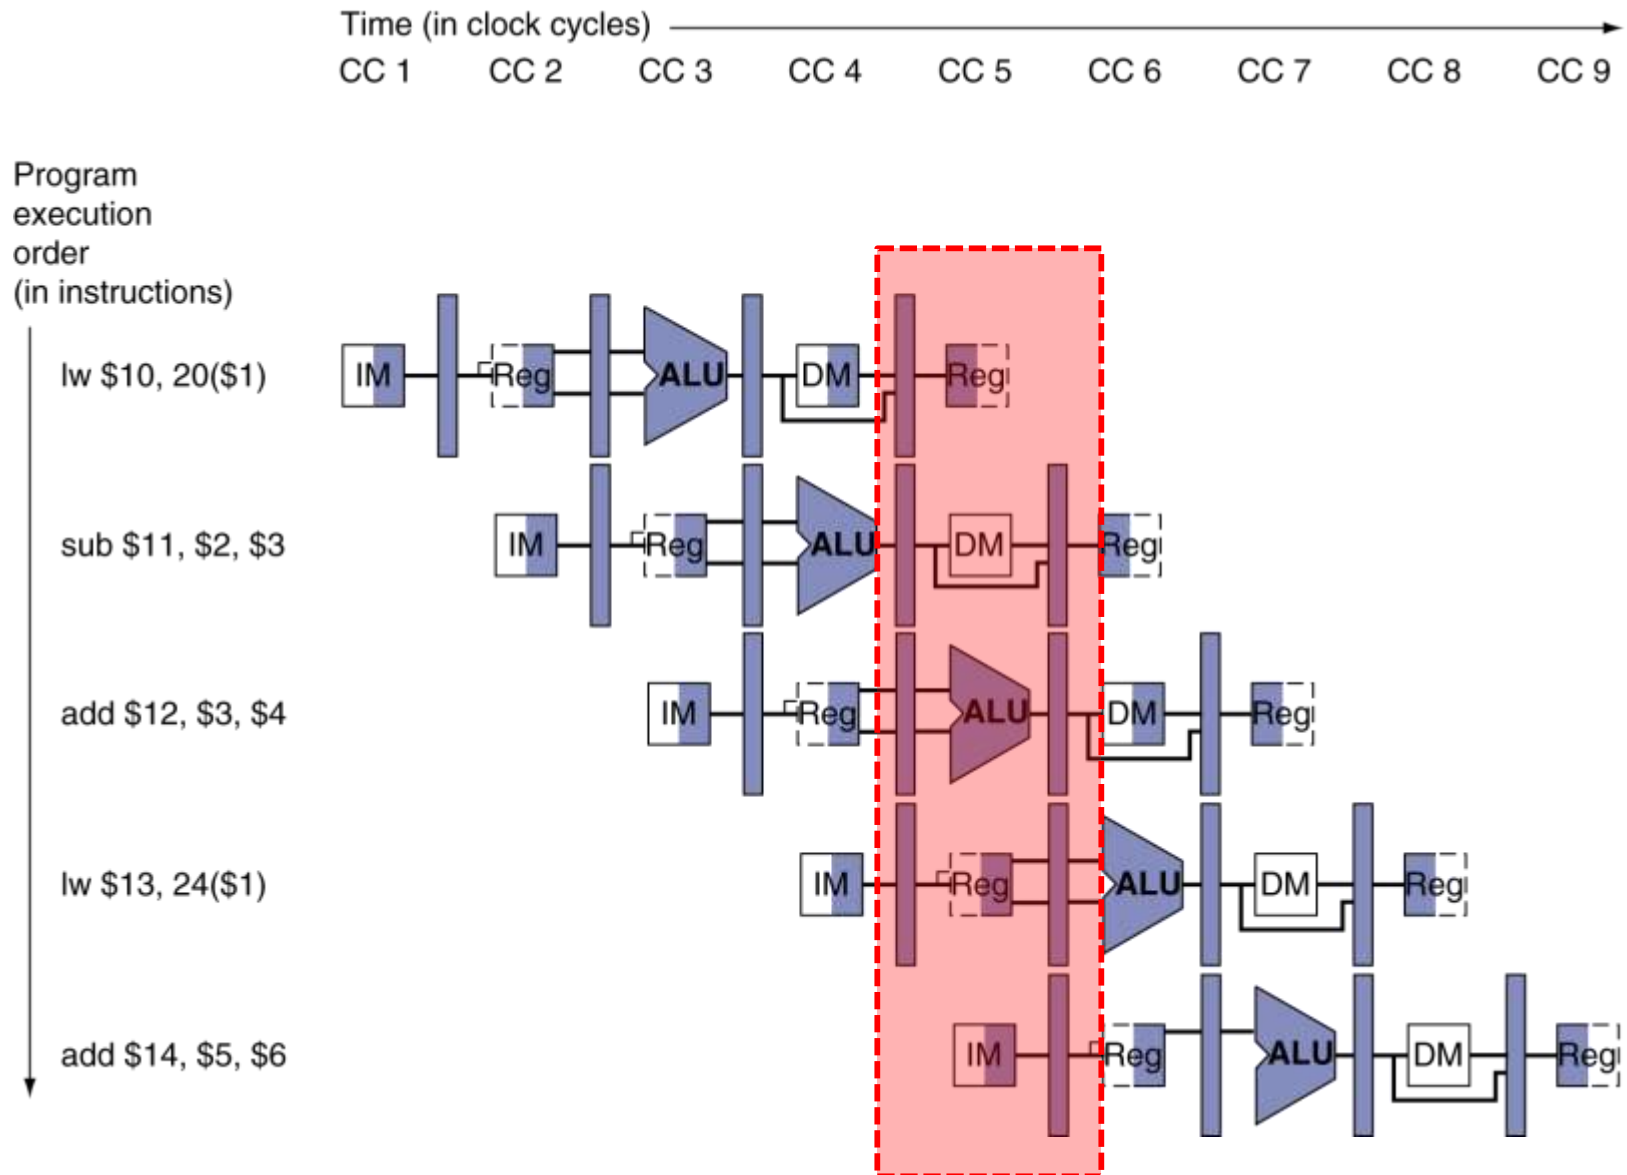 Time (in clock cycles)
CC 1 CC 2 CC 3 CC 4 CC 5 CC 6 CC 7 CC 8 CC 9
Program
execution
order
(in instructions)
lw $10, 20($1) IM Reg ALU DM Reg
sub $11, $2, $3 IM Reg ALU DM Reg
add $12, $3, $4 IM Reg ALU DM Reg
lw $13, 24($1) IM Reg ALU DM Reg
add $14, $5, $6 IM Reg ALU DM Reg